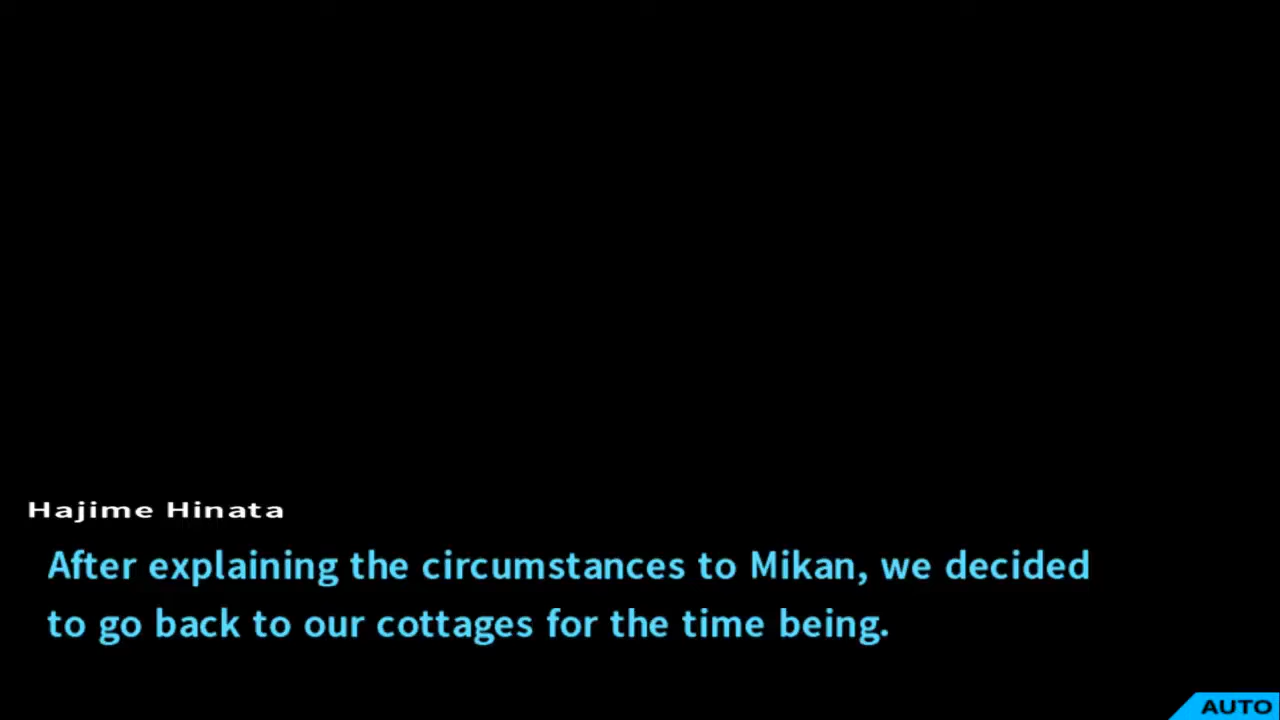 Hajime Hinata
After explaining the circumstances to Mikan, we decided
to go back to our cottages for the time being.
AUTO